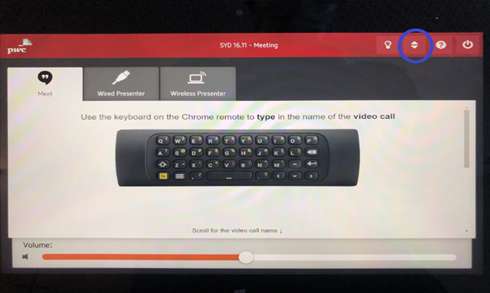 pwc
SYD 16.11 - Meeting
?
Meet
Wired Presenter
Wireless Presenter
Use the keyboard on the Chrome remote to type in the name of the video call
Scroll for the video call name ↓
Volume: